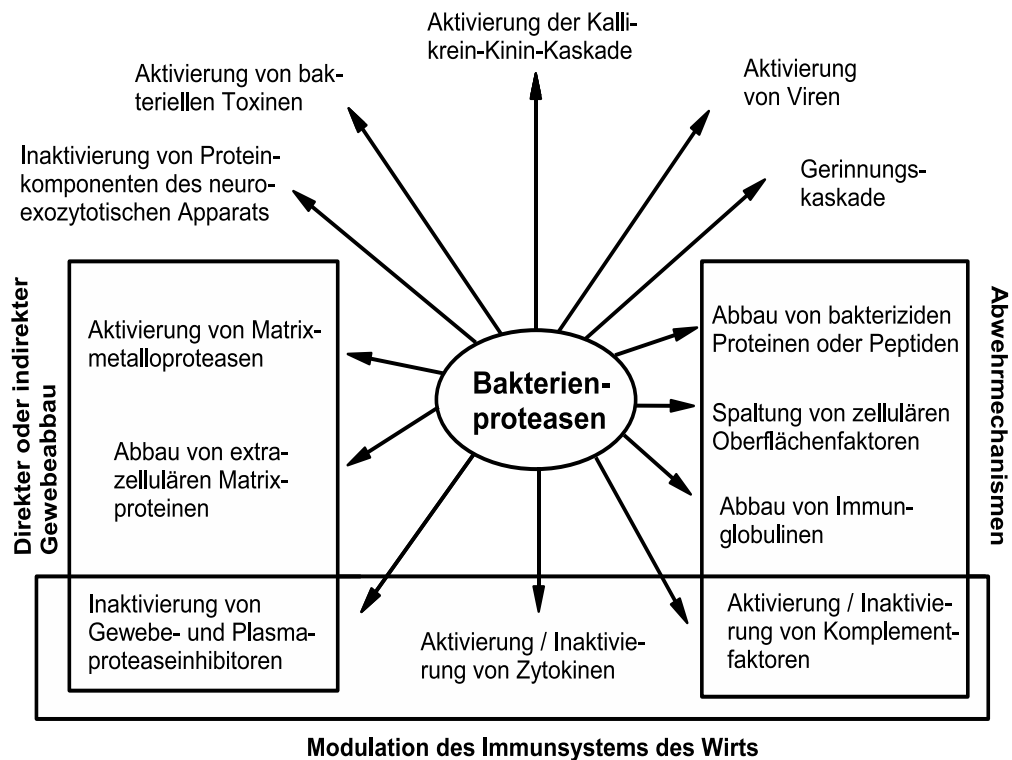 Aktivierung der Kalli-
krein-Kinin-Kaskade
Aktivierung von bak-
teriellen Toxinen
Aktivierung
von Viren
Inaktivierung von Protein-
komponenten des neuro-
exozytotischen Apparats
Gerinnungs-
kaskade
Direkter oder indirekter
Gewebeabbau
Aktivierung von Matrix-
metalloproteasen
Abbau von extra-
zellulären Matrix-
proteinen
Inaktivierung von
Gewebe- und Plasma-
proteaseinhibitoren
Bakterien-
proteasen
Aktivierung / Inaktivie-
rung von Zytokinen
Abbau von bakteriziden
Proteinen oder Peptiden
Spaltung von zellulären
Oberflächenfaktoren
Abbau von Immun-
globulinen
Aktivierung / Inaktivie-
rung von Komplement-
faktoren
Abwehrmechanismen
Modulation des Immunsystems des Wirts